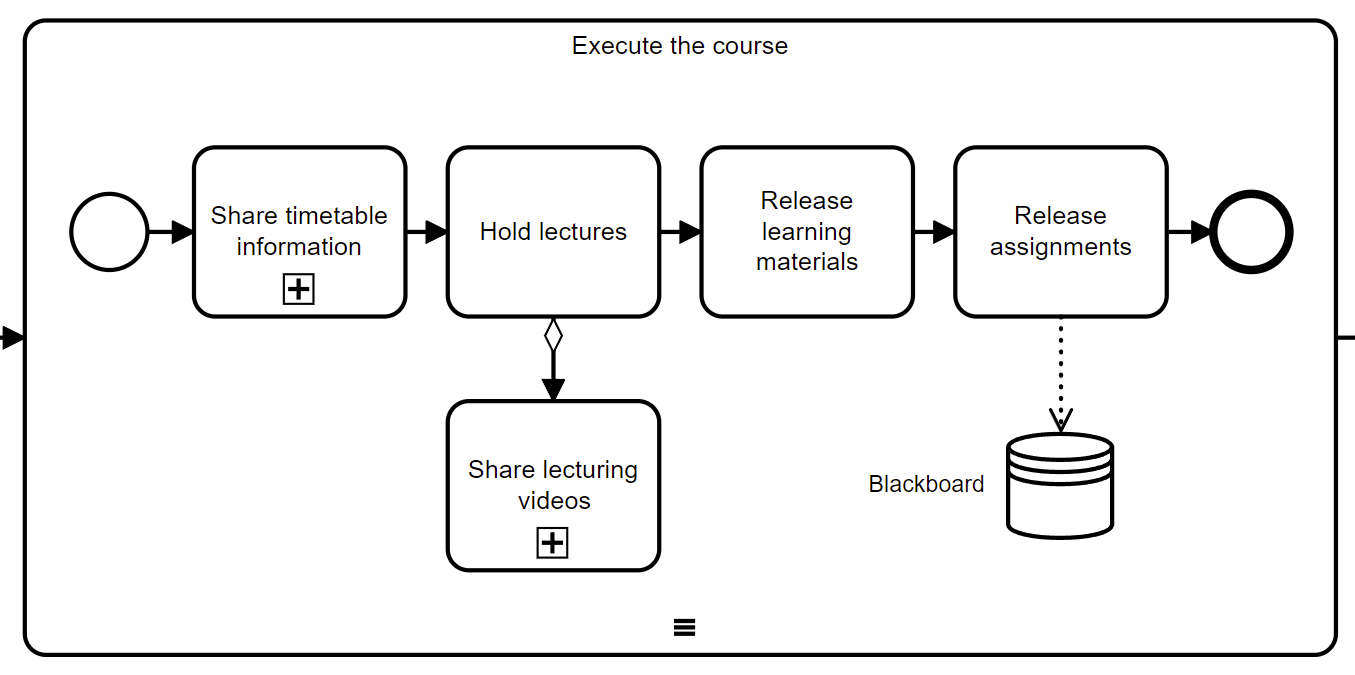 Execute the course
Share timetable
information
Hold lectures
Release
learning
materials
Release
assignments
Share lecturing
videos
Blackboard